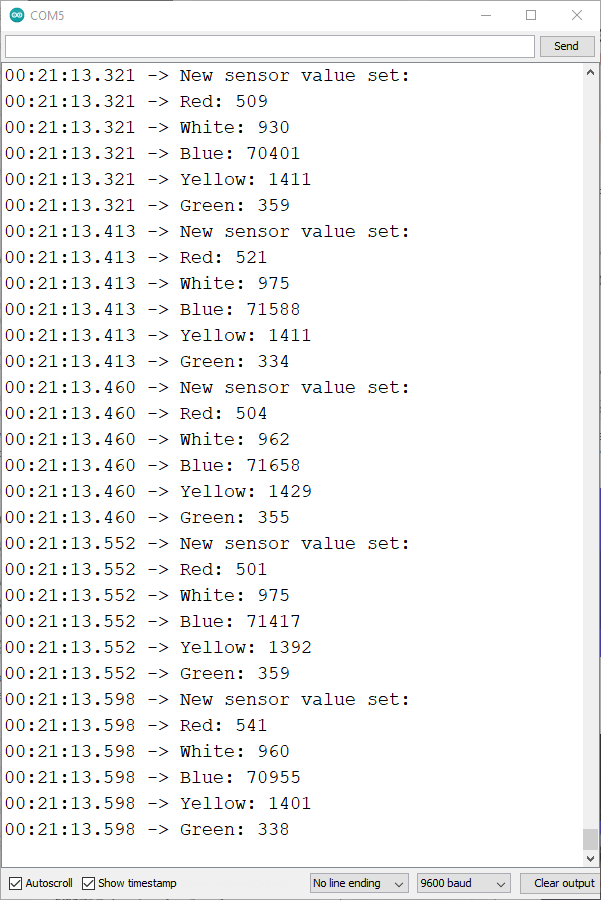 COM5
Send
00:21:13.321 -> New sensor value set:
00:21:13.321 -> Red: 509
00:21:13.321 -> White: 930
00:21:13.321 -> Blue: 70401
00:21:13.321 -> Yellow: 1411
00:21:13.321 -> Green: 359
00:21:13.413 -> New sensor value set:
00:21:13.413 -> Red: 521
00:21:13.413 -> White: 975
00:21:13.413 -> Blue: 71588
00:21:13.413 -> Yellow: 1411
00:21:13.413 -> Green: 334
00:21:13.460 -> New sensor value set:
00:21:13.460 -> Red: 504
00:21:13.460 -> White: 962
00:21:13.460 -> Blue: 71658
00:21:13.460 -> Yellow: 1429
00:21:13.460 -> Green: 355
00:21:13.552 -> New sensor value set:
00:21:13.552 -> Red: 501
00:21:13.552 -> White: 975
00:21:13.552 -> Blue: 71417
00:21:13.552 -> Yellow: 1392
00:21:13.552 -> Green: 359
00:21:13.598 -> New sensor value set:
00:21:13.598 -> Red: 541
00:21:13.598 -> White: 960
00:21:13.598 -> Blue: 70955
00:21:13.598 -> Yellow: 1401
00:21:13.598 -> Green: 338
Autoscroll Show timestamp No line ending 9600 baud Clear output